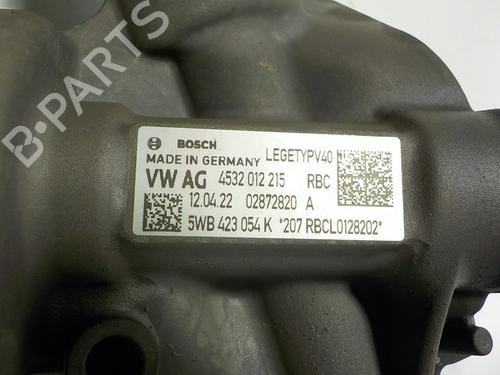 B-PARTS
BOSCH
MADE IN GERMANY LEGETYPV40
VW AG 4532 012 215 RBC
12.04.22 02872820 A
5WB 423 054 K *207 RBCL0128202*